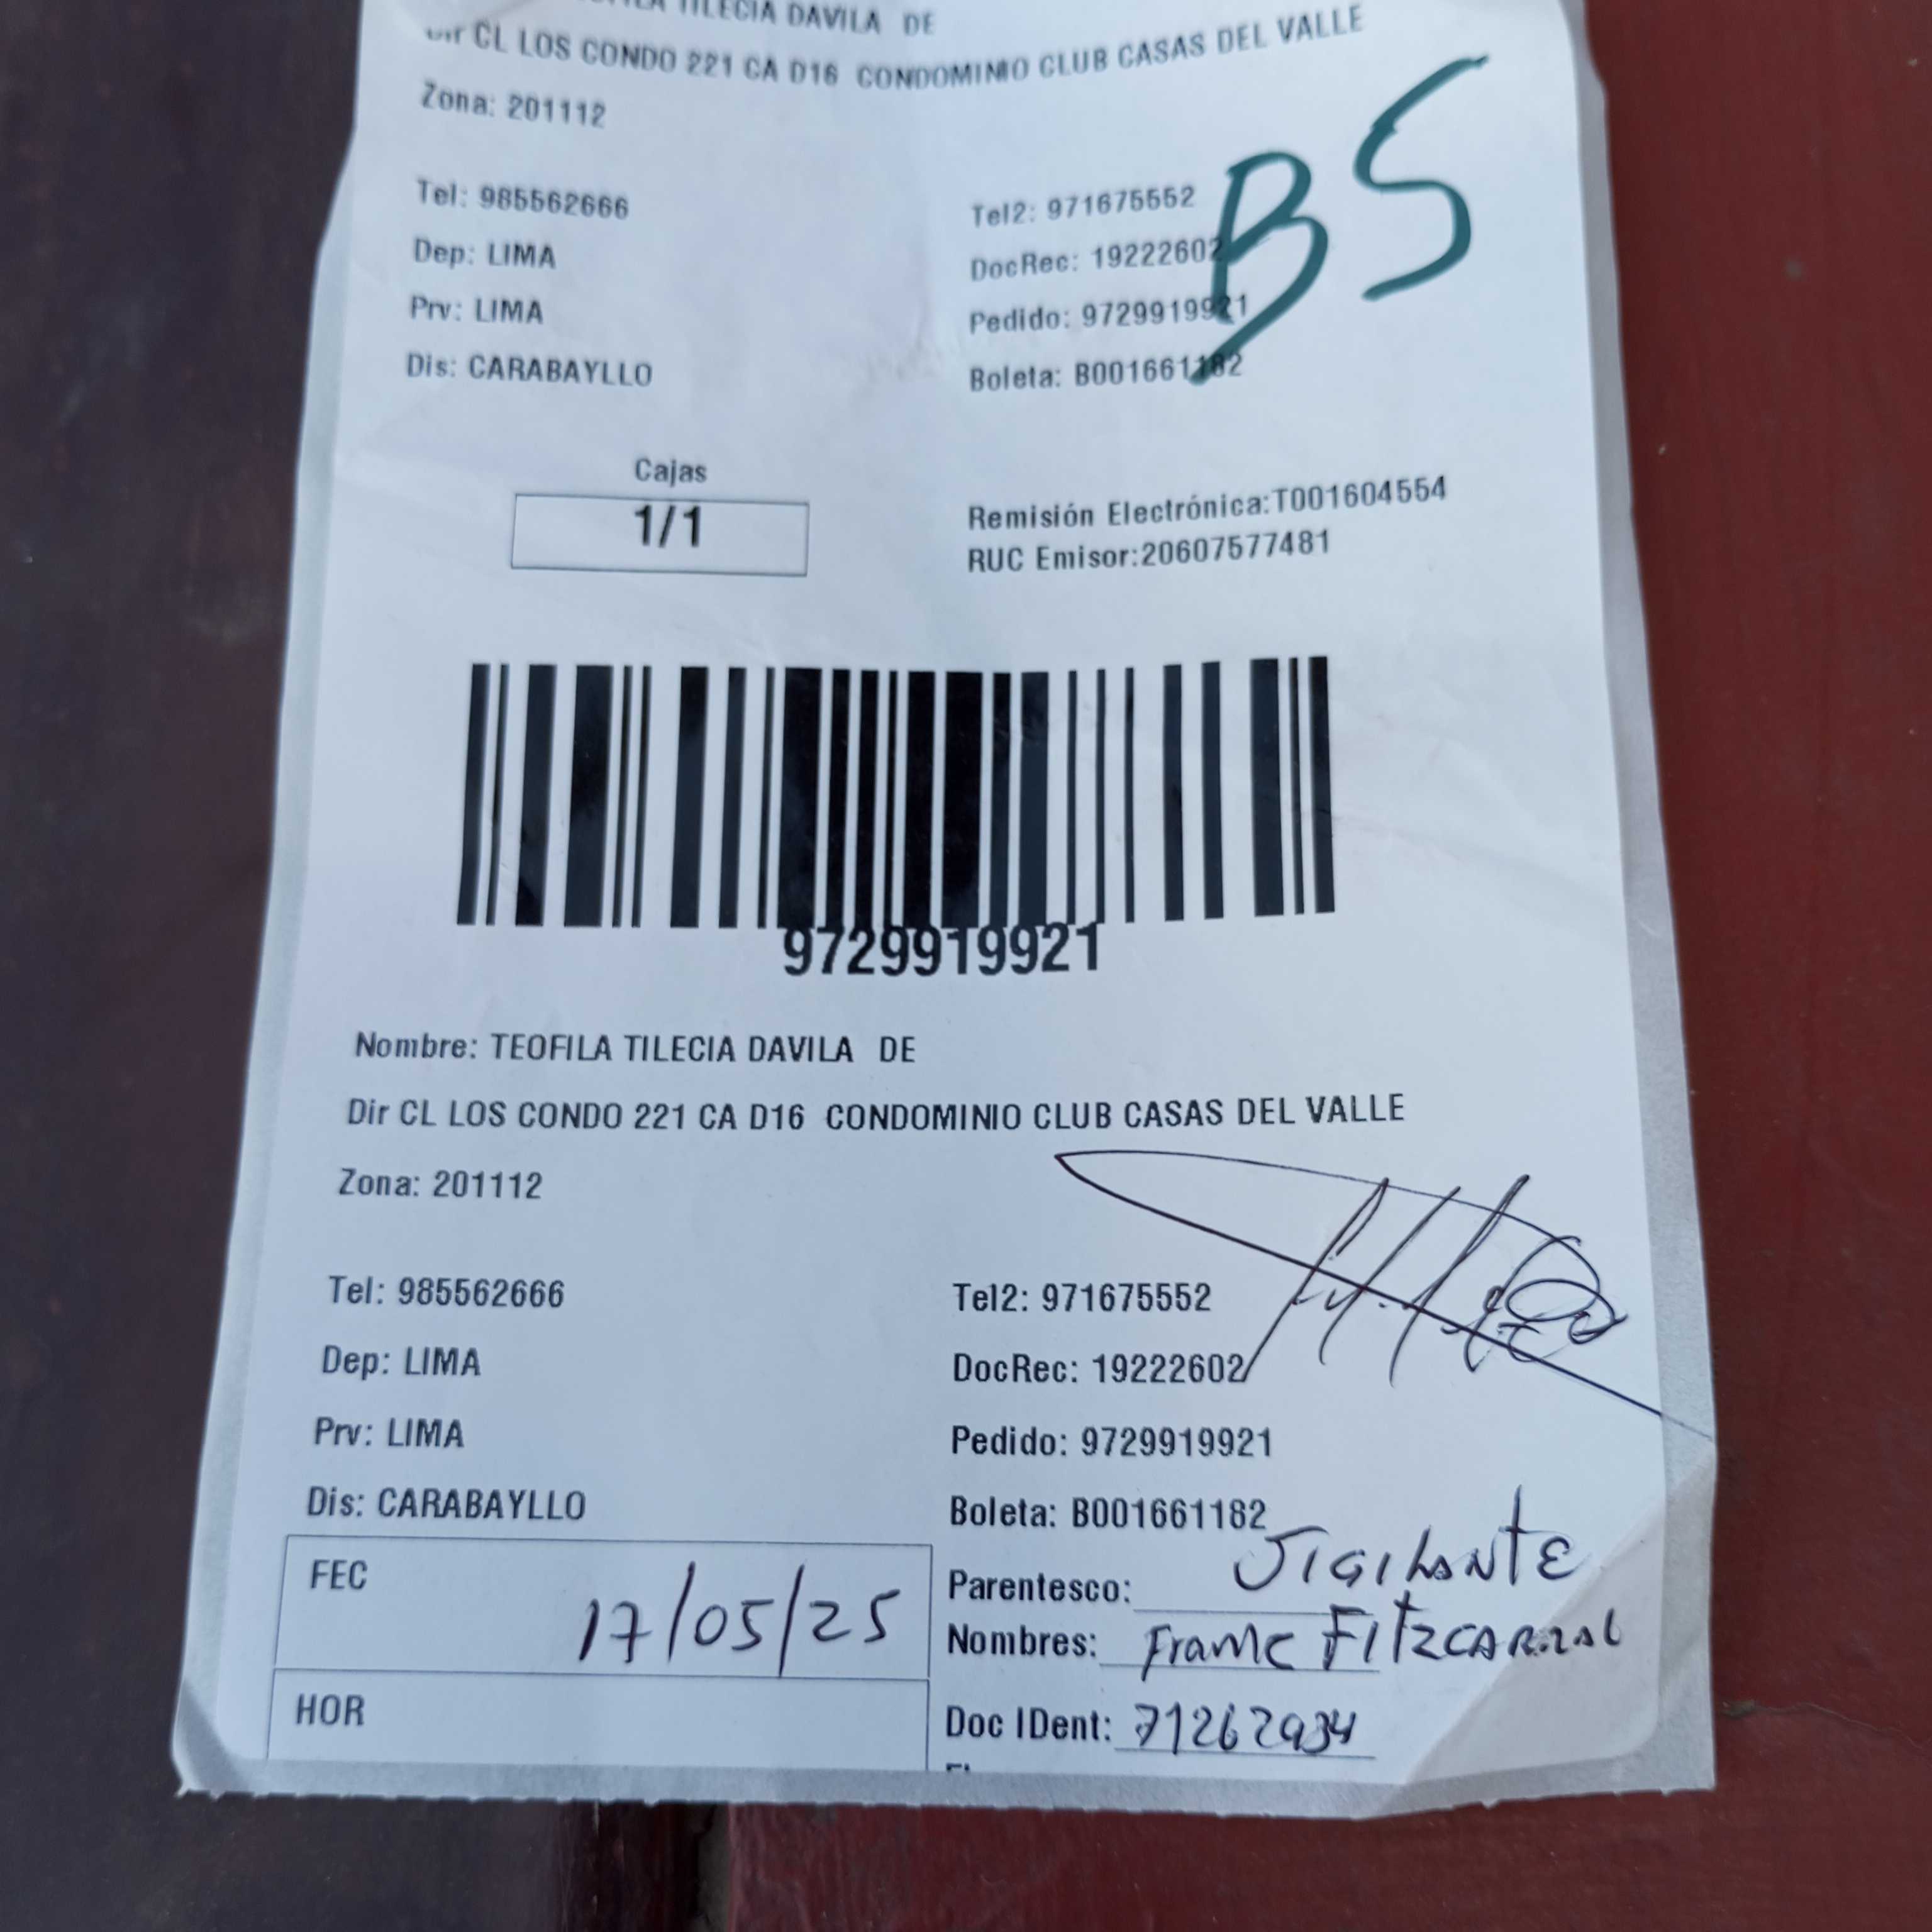 TILECIA DAVILA DE
Dir CL LOS CONDO 221 CA D16 CONDOMINIO CLUB CASAS DEL VALLE
Zona: 201112
BS
Tel: 985562666 Tel2: 971675552
Dep: LIMA DocRec: 19222602
Prv: LIMA Pedido: 9729919921
Dis: CARABAYLLO Boleta: B001661182
Cajas
1/1
Remisión Electrónica:T001604554
RUC Emisor:20607577481
9729919921
Nombre: TEOFILA TILECIA DAVILA DE
Dir CL LOS CONDO 221 CA D16 CONDOMINIO CLUB CASAS DEL VALLE
Zona: 201112
Tel: 985562666 Tel2: 971675552
Dep: LIMA DocRec: 19222602
Prv: LIMA Pedido: 9729919921
Dis: CARABAYLLO Boleta: B001661182
FEC 17/05/25
Parentesco: VIGILANTE
Nombres: Franc FITZCARRAL
HOR
Doc IDent: 71262934